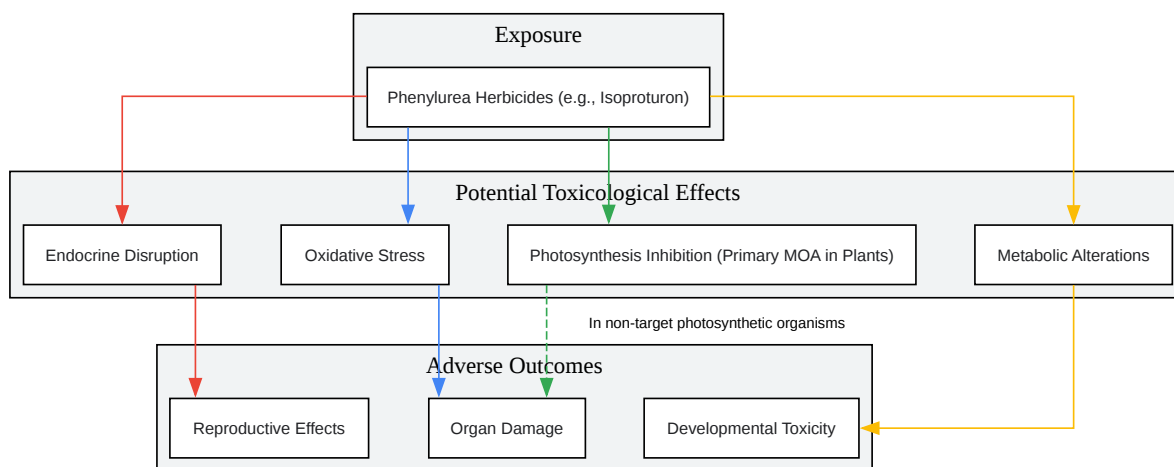 Exposure
Phenylurea Herbicides (e.g., Isoproturon)
Potential Toxicological Effects
Endocrine Disruption
Oxidative Stress
Photosynthesis Inhibition (Primary MOA in Plants)
Metabolic Alterations
In non-target photosynthetic organisms
Adverse Outcomes
Reproductive Effects
Organ Damage
Developmental Toxicity